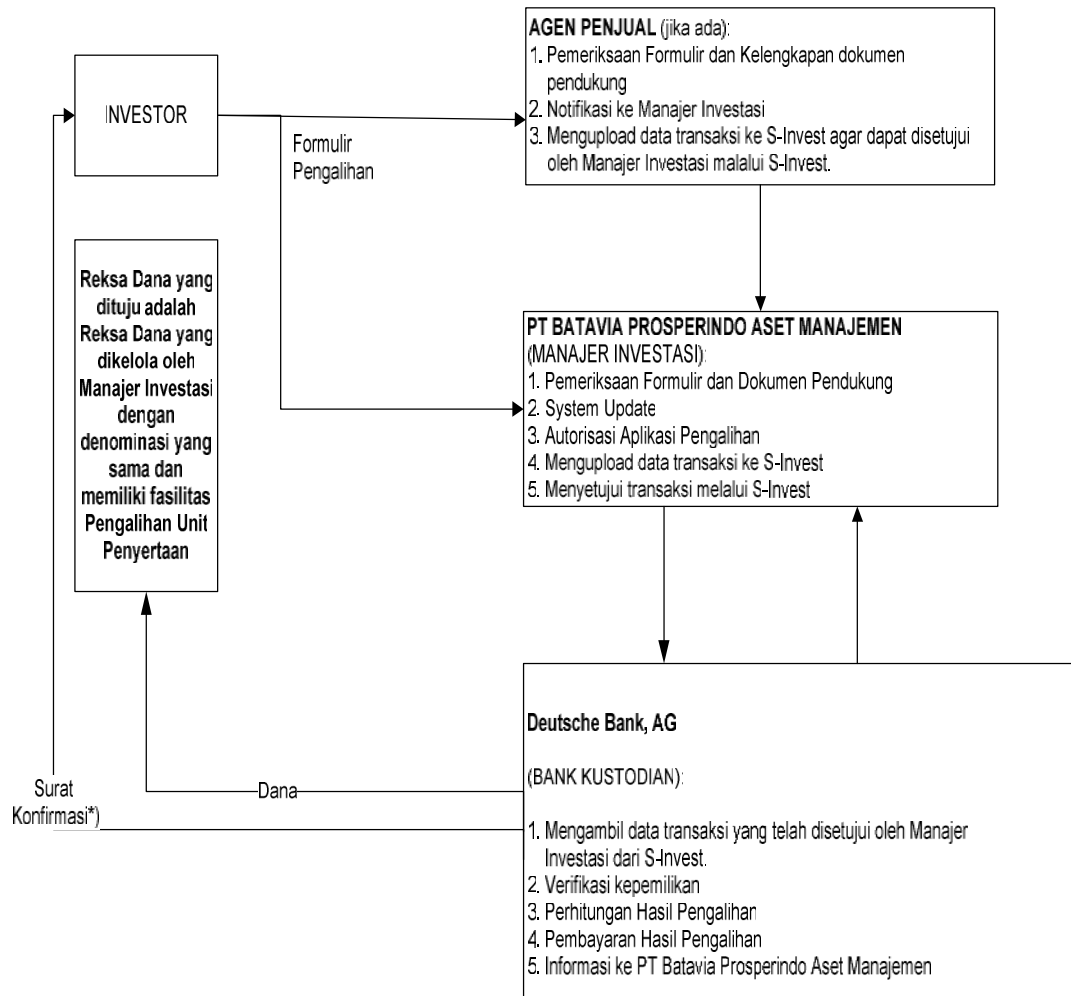 AGEN PENJUAL (jika ada):
1. Pemeriksaan Formulir dan Kelengkapan dokumen
pendukung
2. Notifikasi ke Manajer Investasi
3. Mengupload data transaksi ke S-Invest agar dapat disetujui
oleh Manajer Investasi malalui S-Invest.
INVESTOR
Formulir
Pengalihan
Reksa Dana yang
dituju adalah
Reksa Dana yang
dikelola oleh
Manajer Investasi
dengan
denominasi yang
sama dan
memiliki fasilitas
Pengalihan Unit
Penyertaan
PT BATAVIA PROSPERINDO ASET MANAJEMEN
(MANAJER INVESTASI):
1. Pemeriksaan Formulir dan Dokumen Pendukung
2. System Update
3. Autorisasi Aplikasi Pengalihan
4. Mengupload data transaksi ke S-Invest
5. Menyetujui transaksi melalui S-Invest
Deutsche Bank, AG
(BANK KUSTODIAN):
1. Mengambil data transaksi yang telah disetujui oleh Manajer
Investasi dari S-Invest.
2. Verifikasi kepemilikan
3. Perhitungan Hasil Pengalihan
4. Pembayaran Hasil Pengalihan
5. Informasi ke PT Batavia Prosperindo Aset Manajemen
Surat
Konfirmasi*)
Dana